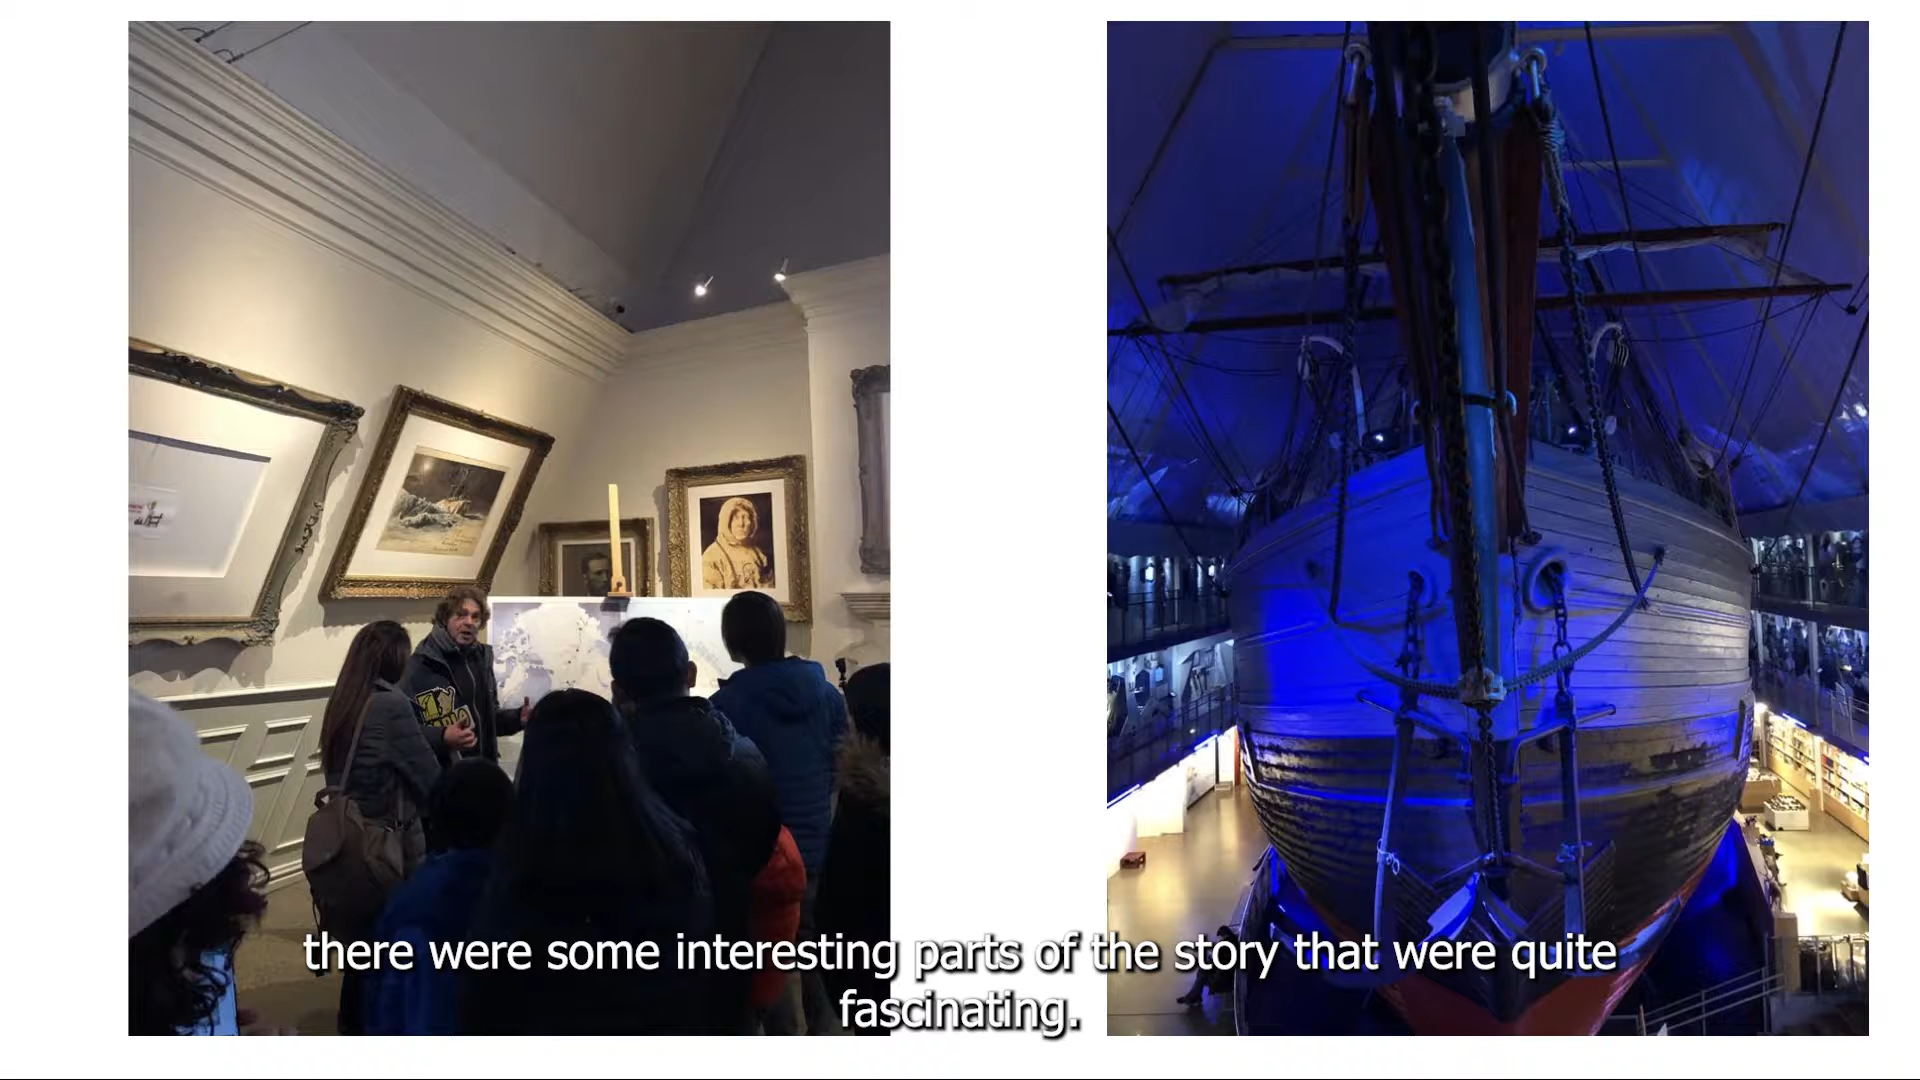 there were some interesting parts of the story that were quite
fascinating.